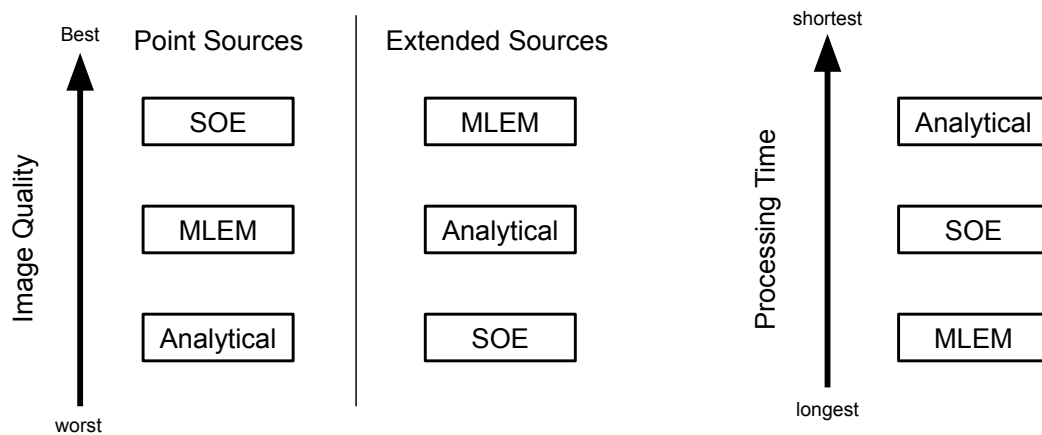 Best
Point Sources
Extended Sources
SOE
MLEM
MLEM
Analytical
Analytical
SOE
Image Quality
worst
shortest
Analytical
SOE
MLEM
Processing Time
longest